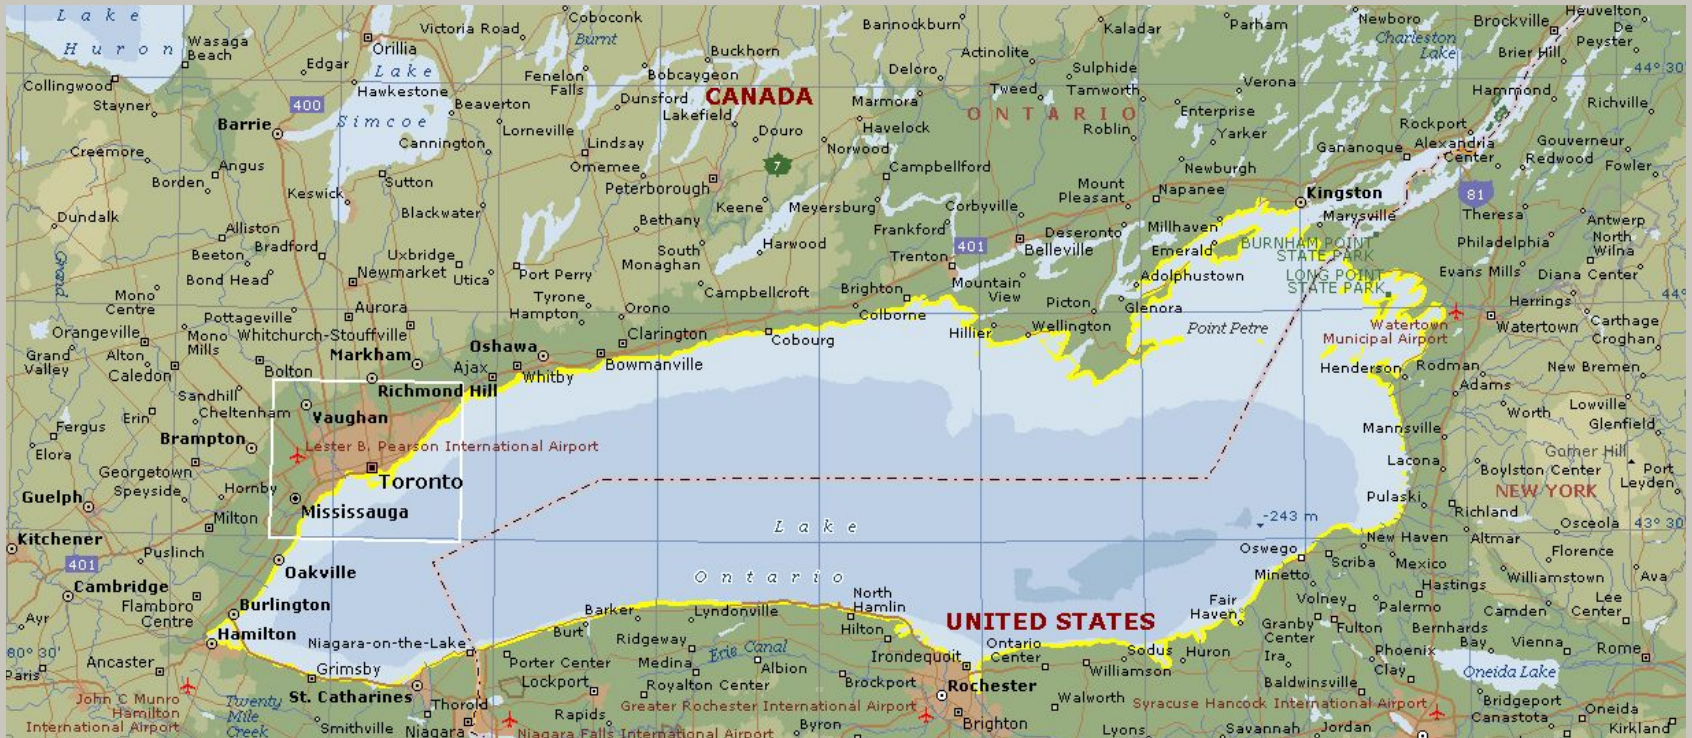 Lake
Huron
Wasaga
Beach
Collingwood
Stayner
Edgar
Orillia
Victoria Road
Coboconk
Burnt
Buckhorn
Bobcaygeon
Fenelon
Falls
Dunsford
Lakefield
CANADA
Bannockburn
Actinolite
Deloro
Marmora
Havelock
Norwood
Douro
Kaladar
Parham
Newboro
Charleston
Lake
Brockville
Heuvelton
De
Peyster
Brier Hill
44° 30'
Sulphide
Tweed
Tamworth
Verona
Hammond
Richville
ONTARIO
Enterprise
Roblin
Yarker
Rockport
Gananoque
Alexandria
Center
Gouverneur
Redwood
Fowler
Lake
Simcoe
Hawkestone
Beaverton
400
Barrie
Lorneville
Cannington
Lindsay
Omemee
Peterborough
7
Creemore
Angus
Borden
Keswick
Sutton
Blackwater
Keene
Meyersburg
Campbellford
Corbyville
Mount
Pleasant
Newburgh
Napanee
Kingston
81
Marysville
Theresa
Antwerp
North
Wilna
Dundalk
Alliston
Beeton
Bradford
Bond Head
Uxbridge
Newmarket
Utica
Port Perry
Bethany
South
Monaghan
Harwood
Frankford
401
Trenton
Belleville
Deseronto
Millhaven
Emerald
BURNHAM POINT
STATE PARK
LONG POINT
STATE PARK
Philadelphia
Evans Mills
Diana Center
Grand
Mono
Centre
Orangeville
Pottageville
Aurora
Tyrone
Hampton
Orono
Campbellcroft
Brighton
Colborne
Mountain
View
Picton
Adolphustown
Glenora
44°
Herrings
Mono
Mills
Whitchurch-Stouffville
Markham
Oshawa
Clarington
Cobourg
Hillier
Wellington
Point Petre
Watertown
Municipal Airport
Watertown
Carthage
Croghan
Grand
Valley
Alton
Caledon
Bolton
Ajax
Whitby
Bowmanville
Henderson
Rodman
New Bremen
Adams
Richmond Hill
Sandhill
Cheltenham
Vaughan
Erin
Fergus
Elora
Brampton
Lester B. Pearson International Airport
Worth
Lowville
Glenfield
Mannsville
Georgetown
Speyside
Hornby
Toronto
Lacona
Gomer Hill
Boylston Center
Port
Leyden
NEW YORK
Guelph
Milton
Mississauga
Pulaski
Richland
Kitchener
Puslinch
401
Oakville
Lake
Ontario
-243 m
Oswego
New Haven
Altmar
Osceola
43° 30'
Scriba
Mexico
Florence
Cambridge
Flamboro
Centre
Ayr
Burlington
Minetto
Hastings
Williamstown
Ava
Hamilton
Niagara-on-the-Lake
Barker
Burt
Lyndonville
North
Hamlin
Hilton
UNITED STATES
Fair
Haven
Volney
Palermo
Fulton
Camden
Lee
Center
Granby
Center
Bernhards
Bay
Vienna
Rome
80° 30'
Paris
Ancaster
Grimsby
St. Catharines
Porter Center
Lockport
Ridgeway
Medina
Erie Canal
Albion
Irondequoit
Ontario
Center
Sodus
Huron
Williamson
Ira
Phoenix
Clay
Oneida Lake
John C Munro
Hamilton
International Airport
Twenty
Mile
Creek
Smithville
Thorold
Niagara
Royalton Center
Brockport
Rochester
Walworth
Baldwinsville
Bridgeport
Canastota
Oneida
Kirkland
Rapids
Greater Rochester International Airport
Niagara Falls International Airport
Byron
Brighton
Lyons
Syracuse Hancock International Airport
Savannah
Jordan